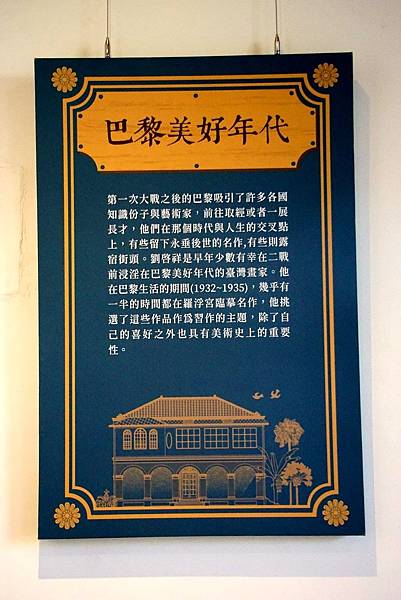 巴黎美好年代
第一次大戰之後的巴黎吸引了許多各國
知識份子與藝術家，前往取經或者一展
長才，他們在那個時代與人生的交叉點
上，有些留下永垂後世的名作,有些則露
宿街頭。劉啓祥是早年少數有幸在二戰
前浸淫在巴黎美好年代的臺灣畫家。他
在巴黎生活的期間(1932~1935)，幾乎有
一半的時間都在羅浮宮臨摹名作，他挑
選了這些作品作為習作的主題，除了自
己的喜好之外也具有美術史上的重要
性。